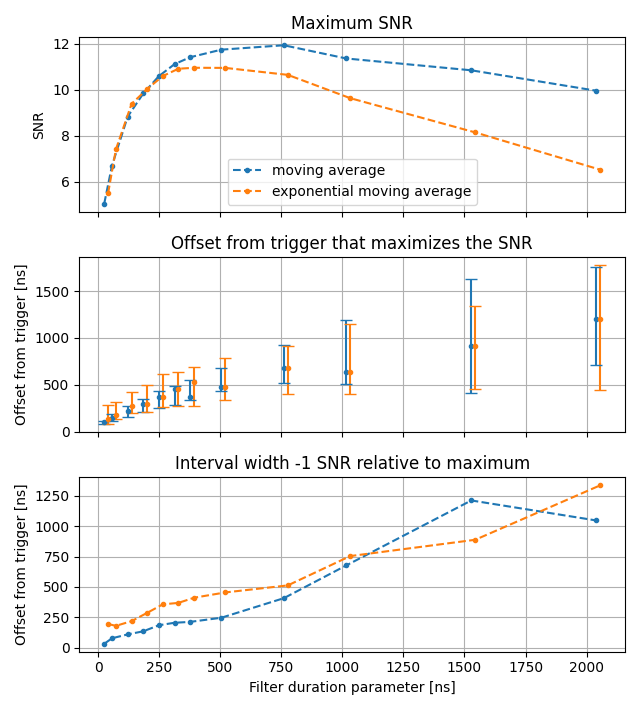 Maximum SNR
12
10
8
6
SNR
moving average
exponential moving average
Offset from trigger that maximizes the SNR
1500
1000
500
0
Offset from trigger [ns]
Interval width -1 SNR relative to maximum
1250
1000
750
500
250
0
Offset from trigger [ns]
0 250 500 750 1000 1250 1500 1750 2000
Filter duration parameter [ns]